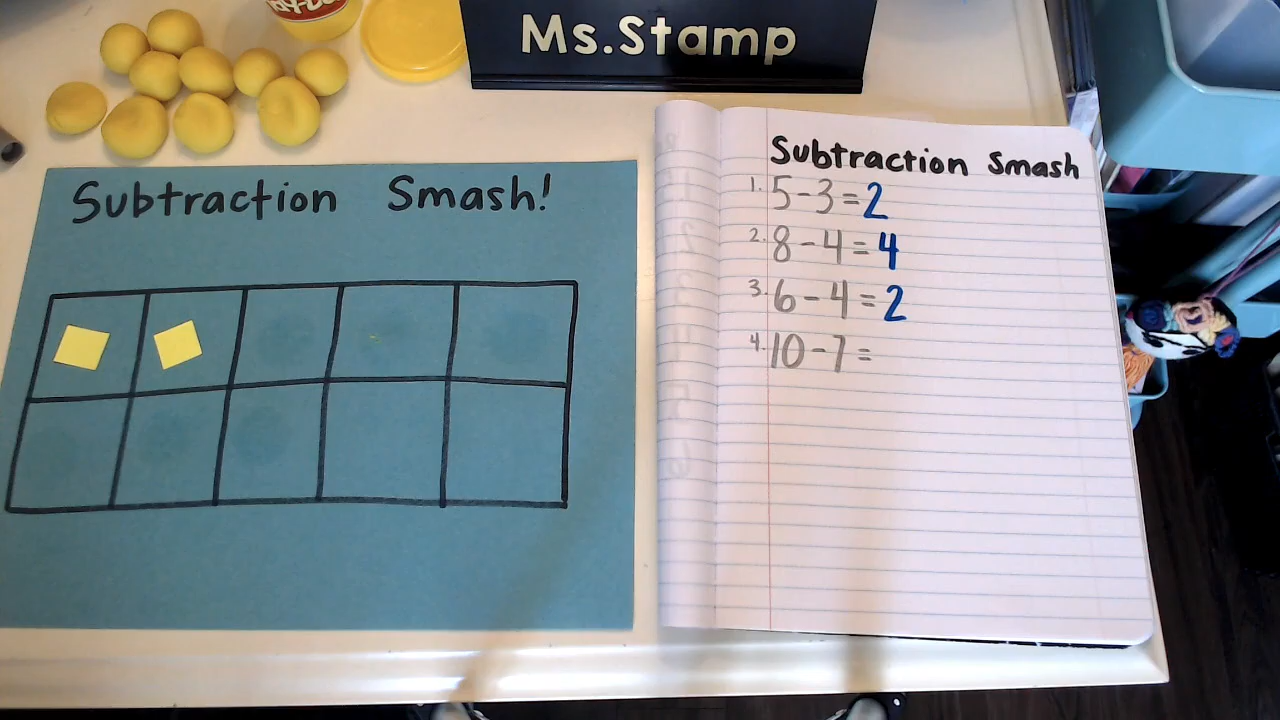 Ms.Stamp
Subtraction Smash!
Subtraction Smash
1. 5-3=2
2. 8-4=4
3. 6-4=2
4. 10-7=